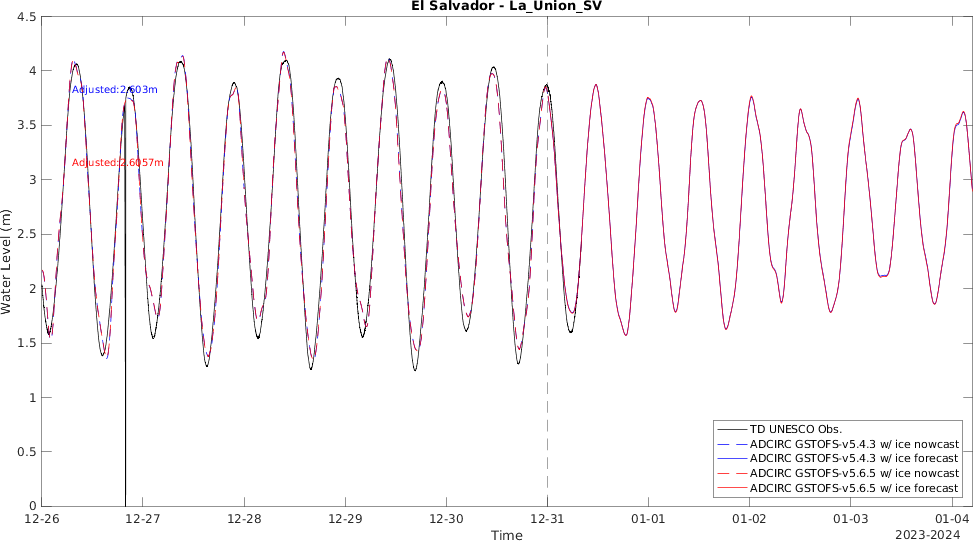 El Salvador - La_Union_SV
4.5
4
3.5
3
2.5
2
1.5
1
0.5
0
Water Level (m)
Adjusted:2.603m
Adjusted:2.6057m
TD UNESCO Obs.
ADCIRC GSTOFS-v5.4.3 w/ ice nowcast
ADCIRC GSTOFS-v5.4.3 w/ ice forecast
ADCIRC GSTOFS-v5.6.5 w/ ice nowcast
ADCIRC GSTOFS-v5.6.5 w/ ice forecast
12-26 12-27 12-28 12-29 12-30 12-31 01-01 01-02 01-03 01-04
Time
2023-2024